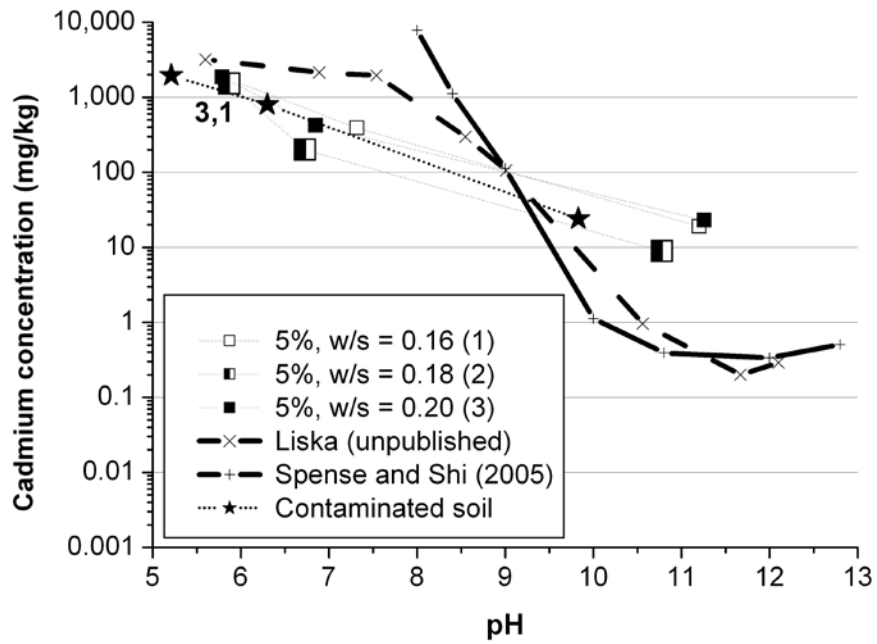 10,000
1,000
100
10
1
0.1
0.01
0.001
Cadmium concentration (mg/kg)
3,1
5%, w/s = 0.16 (1)
5%, w/s = 0.18 (2)
5%, w/s = 0.20 (3)
Liska (unpublished)
Spense and Shi (2005)
Contaminated soil
5 6 7 8 9 10 11 12 13
pH